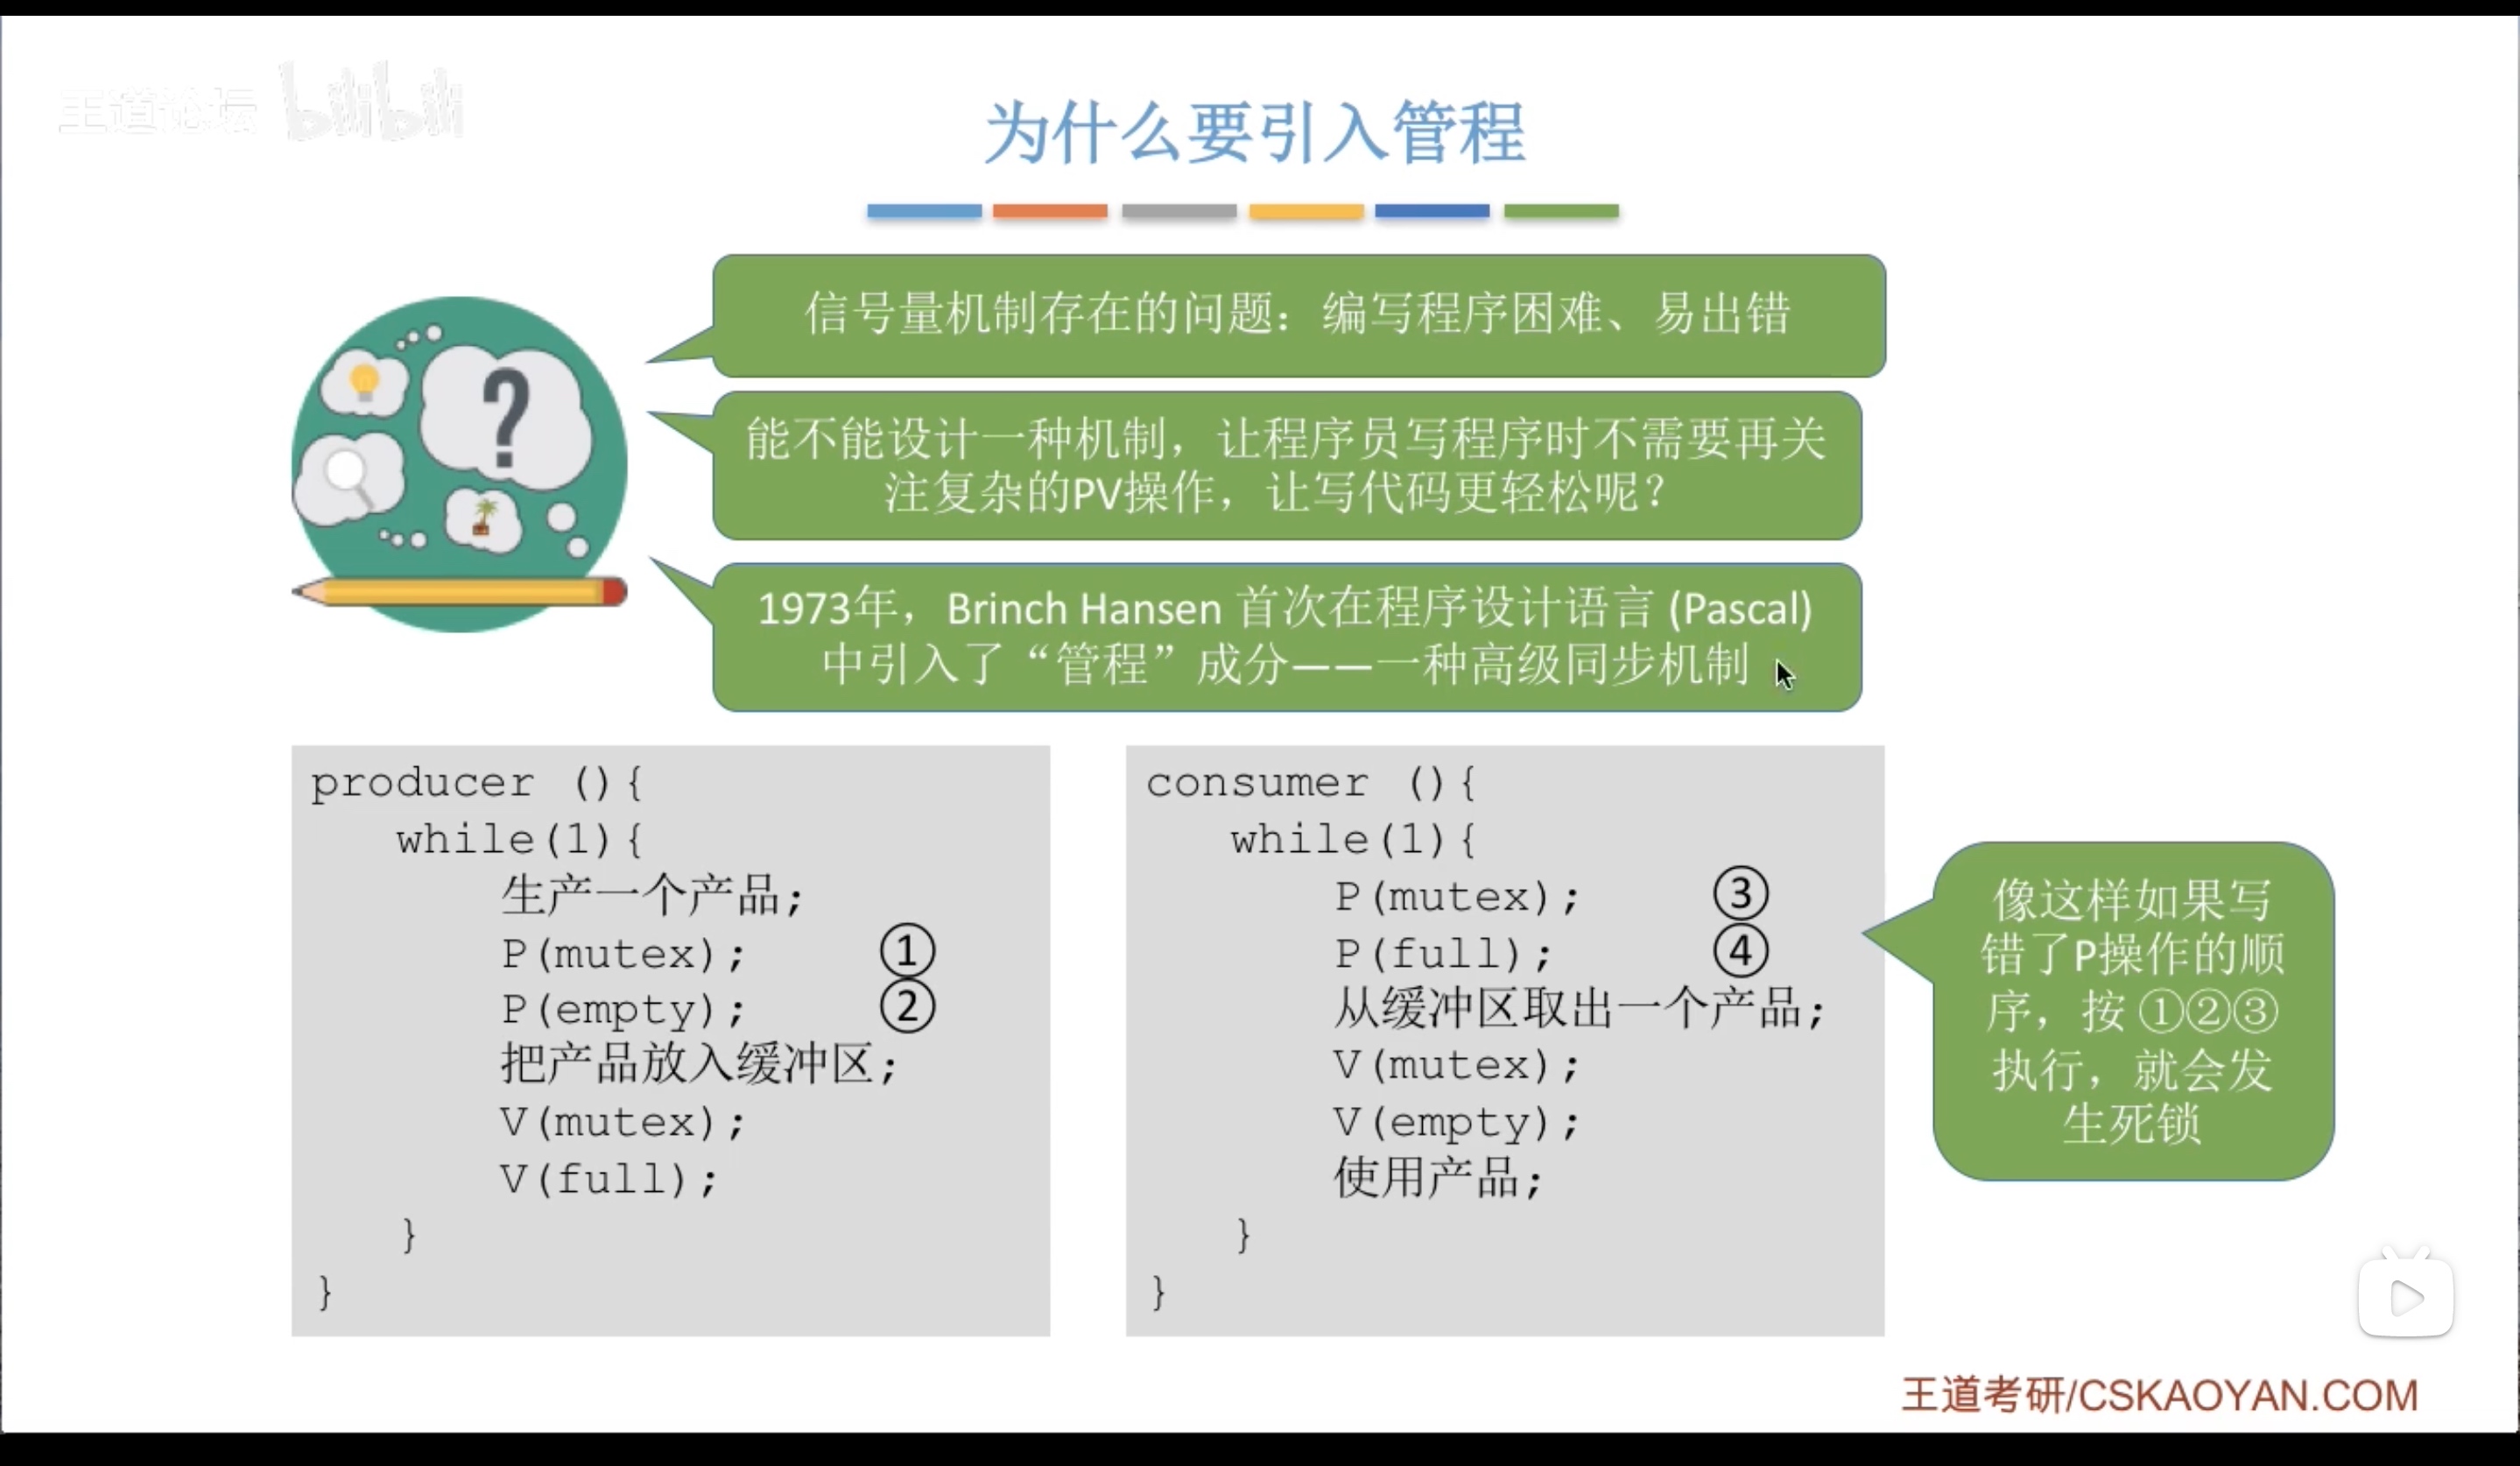 王道论坛 bilibili
为什么要引入管程
信号量机制存在的问题：编写程序困难、易出错
能不能设计一种机制，让程序员写程序时不需要再关
注复杂的PV操作，让写代码更轻松呢？
1973年，Brinch Hansen 首次在程序设计语言 (Pascal)
中引入了“管程”成分——一种高级同步机制
producer (){
while(1){
生产一个产品;
P(mutex); ①
P(empty); ②
把产品放入缓冲区;
V(mutex);
V(full);
}
}
consumer (){
while(1){
P(mutex); ③
P(full); ④
从缓冲区取出一个产品;
V(mutex);
V(empty);
使用产品;
}
}
像这样如果写
错了P操作的顺
序，按 ①②③
执行，就会发
生死锁
王道考研/CSKAOYAN.COM